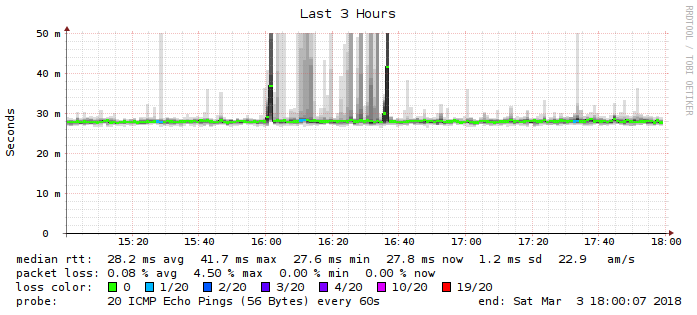 Last 3 Hours
RRDTOOL / TOBI OETIKER
Seconds
50 m
40 m
30 m
20 m
10 m
0
15:20 15:40 16:00 16:20 16:40 17:00 17:20 17:40 18:00
median rtt: 28.2 ms avg 41.7 ms max 27.6 ms min 27.8 ms now 1.2 ms sd 22.9 am/s
packet loss: 0.08 % avg 4.50 % max 0.00 % min 0.00 % now
loss color: 0 1/20 2/20 3/20 4/20 10/20 19/20
probe: 20 ICMP Echo Pings (56 Bytes) every 60s end: Sat Mar 3 18:00:07 2018